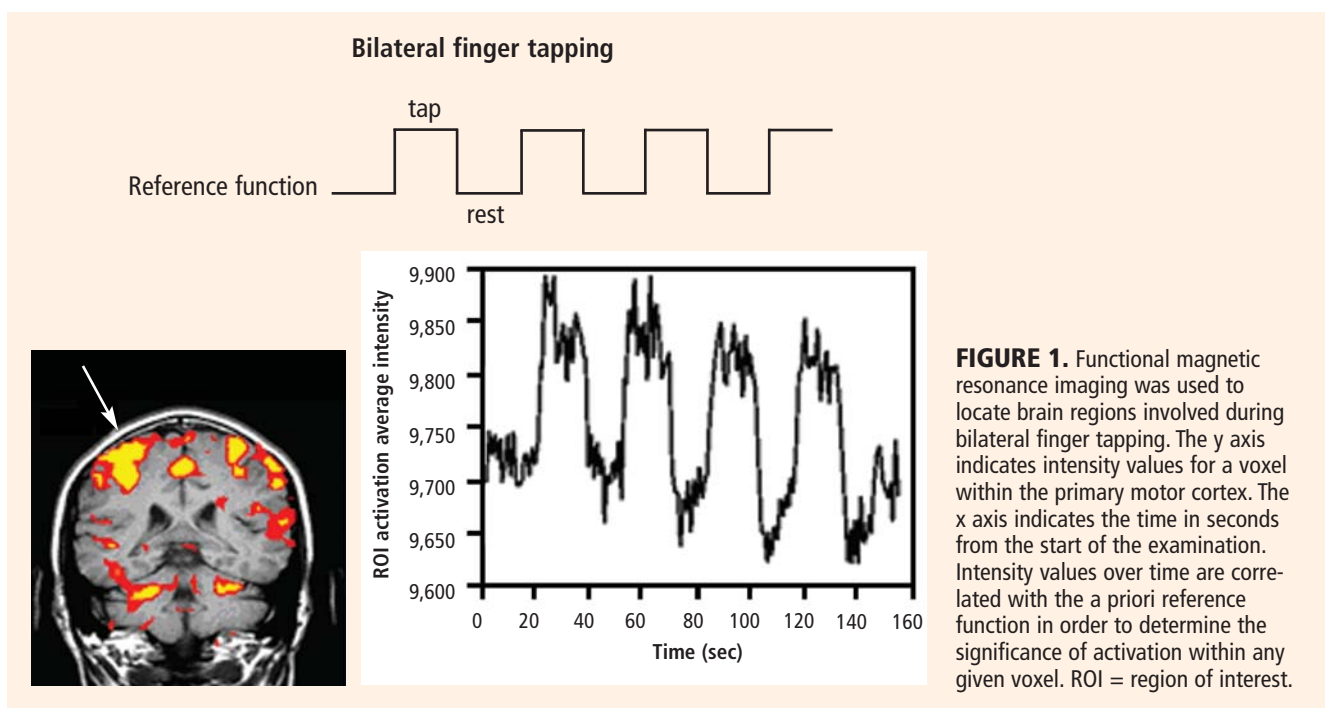 Bilateral finger tapping
tap
Reference function
rest
ROI activation average intensity
9,900
9,850
9,800
9,750
9,700
9,650
9,600
0 20 40 60 80 100 120 140 160
Time (sec)
FIGURE 1. Functional magnetic
resonance imaging was used to
locate brain regions involved during
bilateral finger tapping. The y axis
indicates intensity values for a voxel
within the primary motor cortex. The
x axis indicates the time in seconds
from the start of the examination.
Intensity values over time are corre-
lated with the a priori reference
function in order to determine the
significance of activation within any
given voxel. ROI = region of interest.